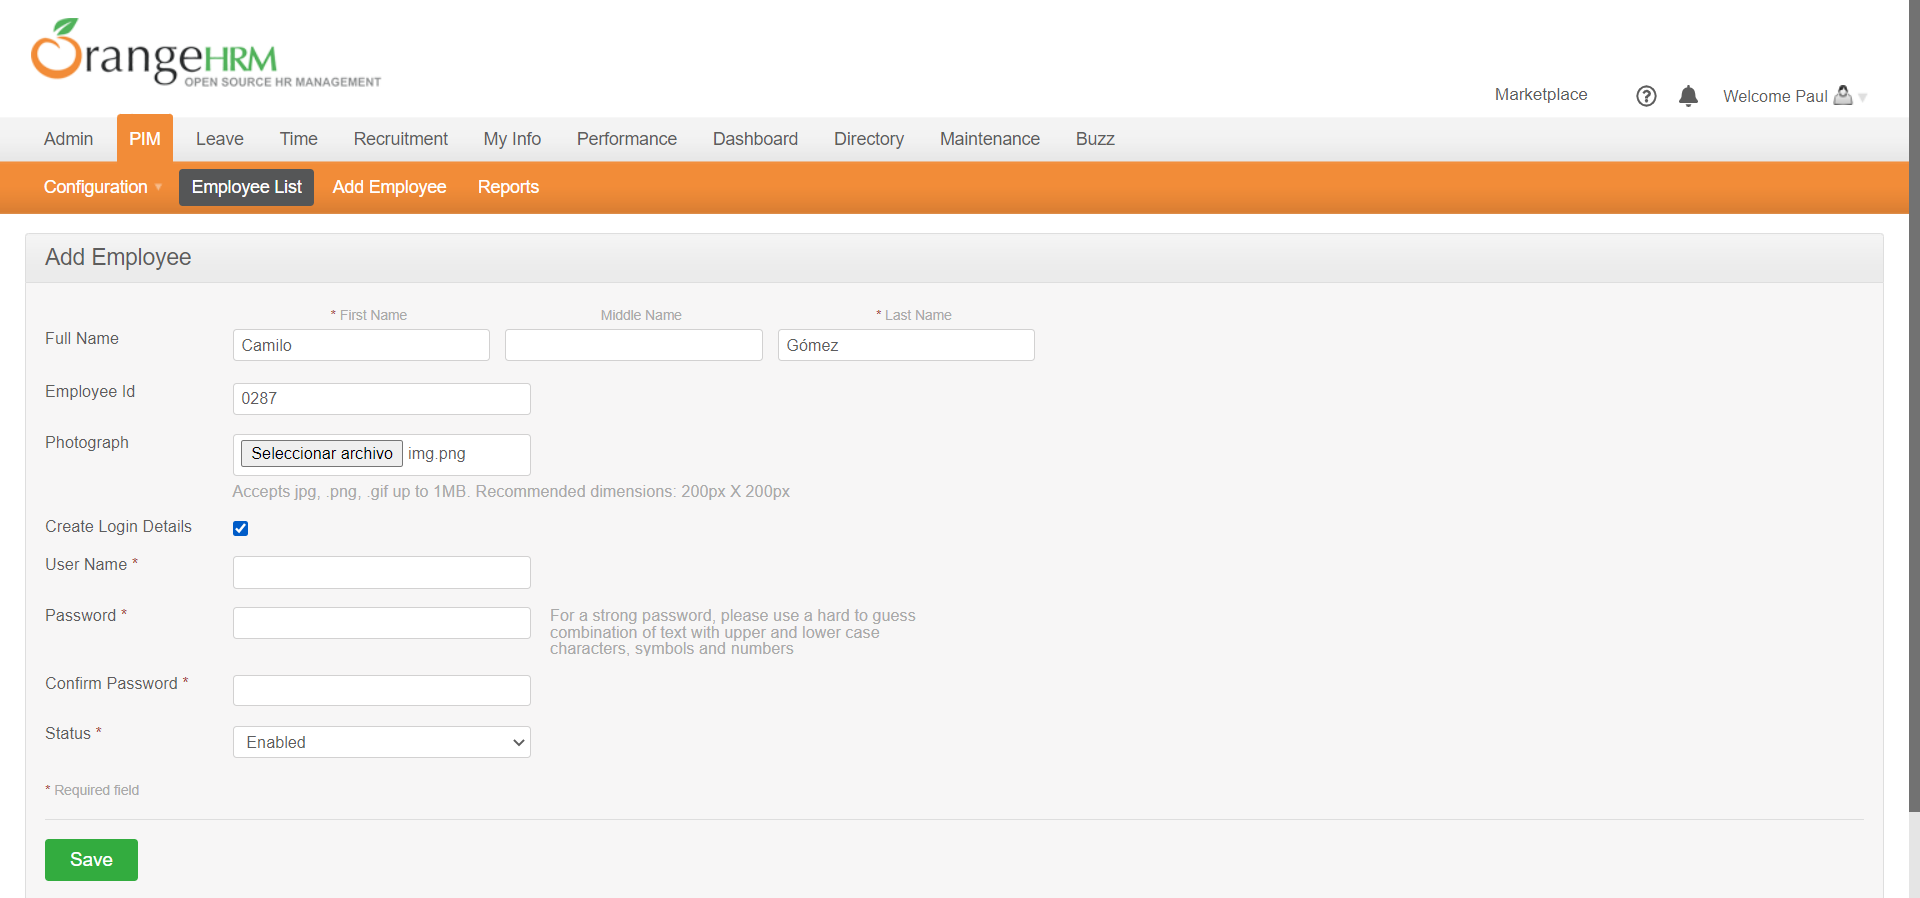 OrangeHRM
OPEN SOURCE HR MANAGEMENT
Marketplace
Welcome Paul
Admin PIM Leave Time Recruitment My Info Performance Dashboard Directory Maintenance Buzz
Configuration Employee List Add Employee Reports
Add Employee
* First Name Middle Name * Last Name
Full Name Camilo Gómez
Employee Id 0287
Photograph Seleccionar archivo img.png
Accepts jpg, .png, .gif up to 1MB. Recommended dimensions: 200px X 200px
Create Login Details
User Name *
Password * For a strong password, please use a hard to guess
combination of text with upper and lower case
characters, symbols and numbers
Confirm Password *
Status * Enabled
* Required field
Save